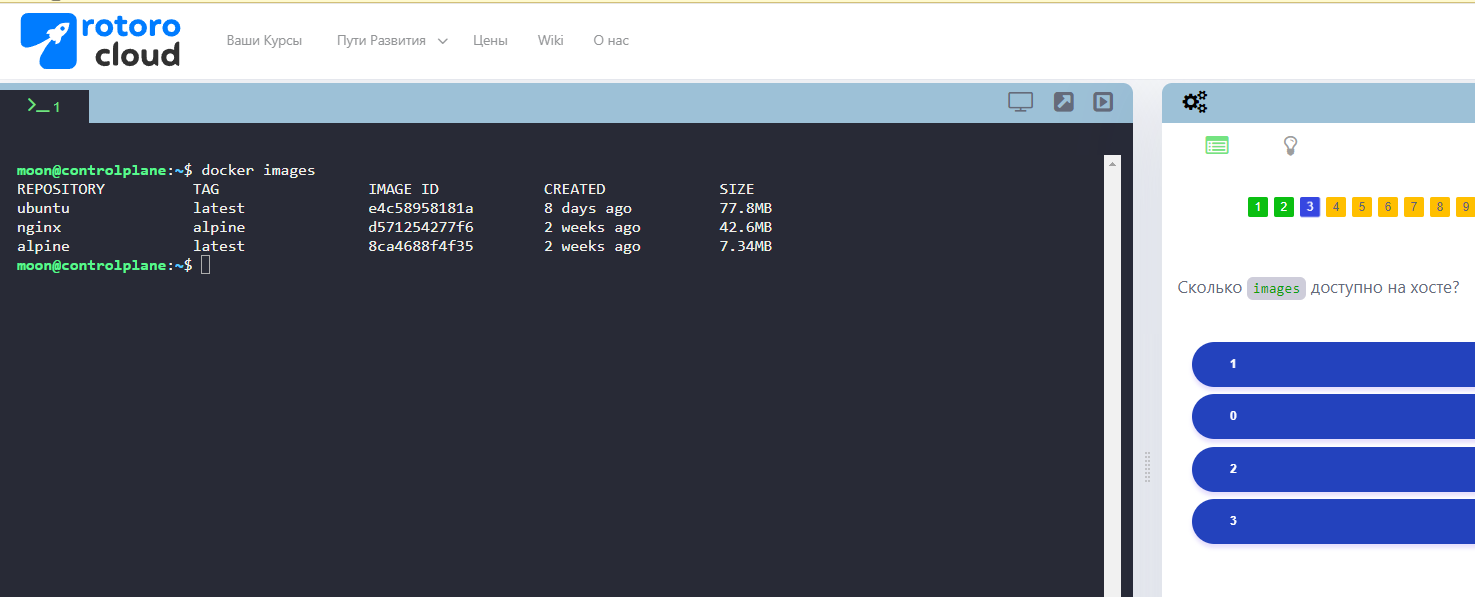 rotoro
cloud
Ваши Курсы Пути Развития Цены Wiki О нас
>_ 1
moon@controlplane:~$ docker images
REPOSITORY TAG IMAGE ID CREATED SIZE
ubuntu latest e4c58958181a 8 days ago 77.8MB
nginx alpine d571254277f6 2 weeks ago 42.6MB
alpine latest 8ca4688f4f35 2 weeks ago 7.34MB
moon@controlplane:~$
1 2 3 4 5 6 7 8 9
Сколько images доступно на хосте?
1
0
2
3